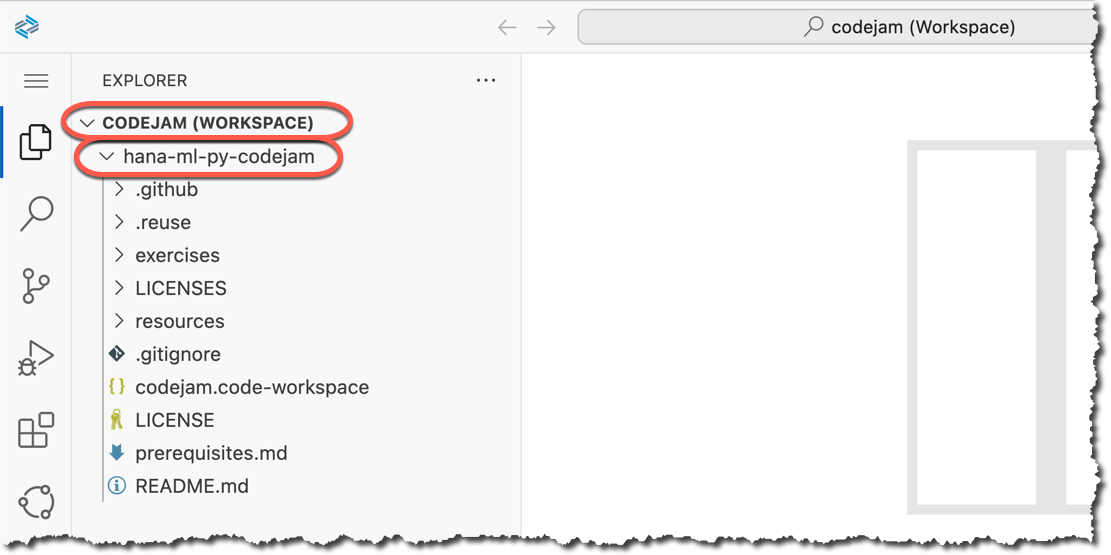 codejam (Workspace)
EXPLORER
CODEJAM (WORKSPACE)
hana-ml-py-codejam
.github
.reuse
exercises
LICENSES
resources
.gitignore
codejam.code-workspace
LICENSE
prerequisites.md
README.md